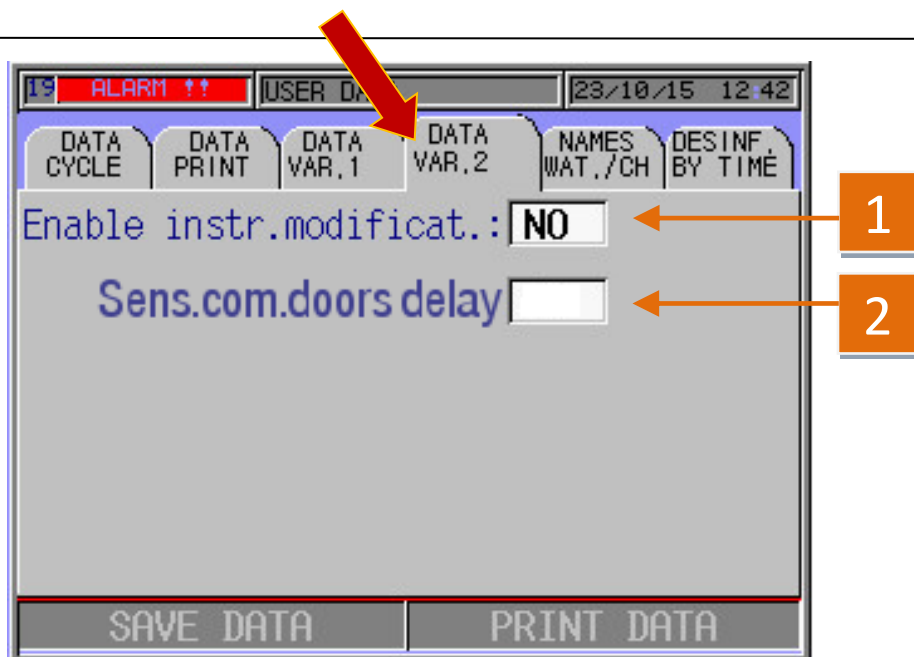 19 ALARM !! USER DA 23/10/15 12:42
DATA CYCLE DATA PRINT DATA VAR.1 DATA VAR.2 NAMES WAT./CH DESINF. BY TIME
Enable instr.modificat.: NO 1
Sens.com.doors delay 2
SAVE DATA PRINT DATA